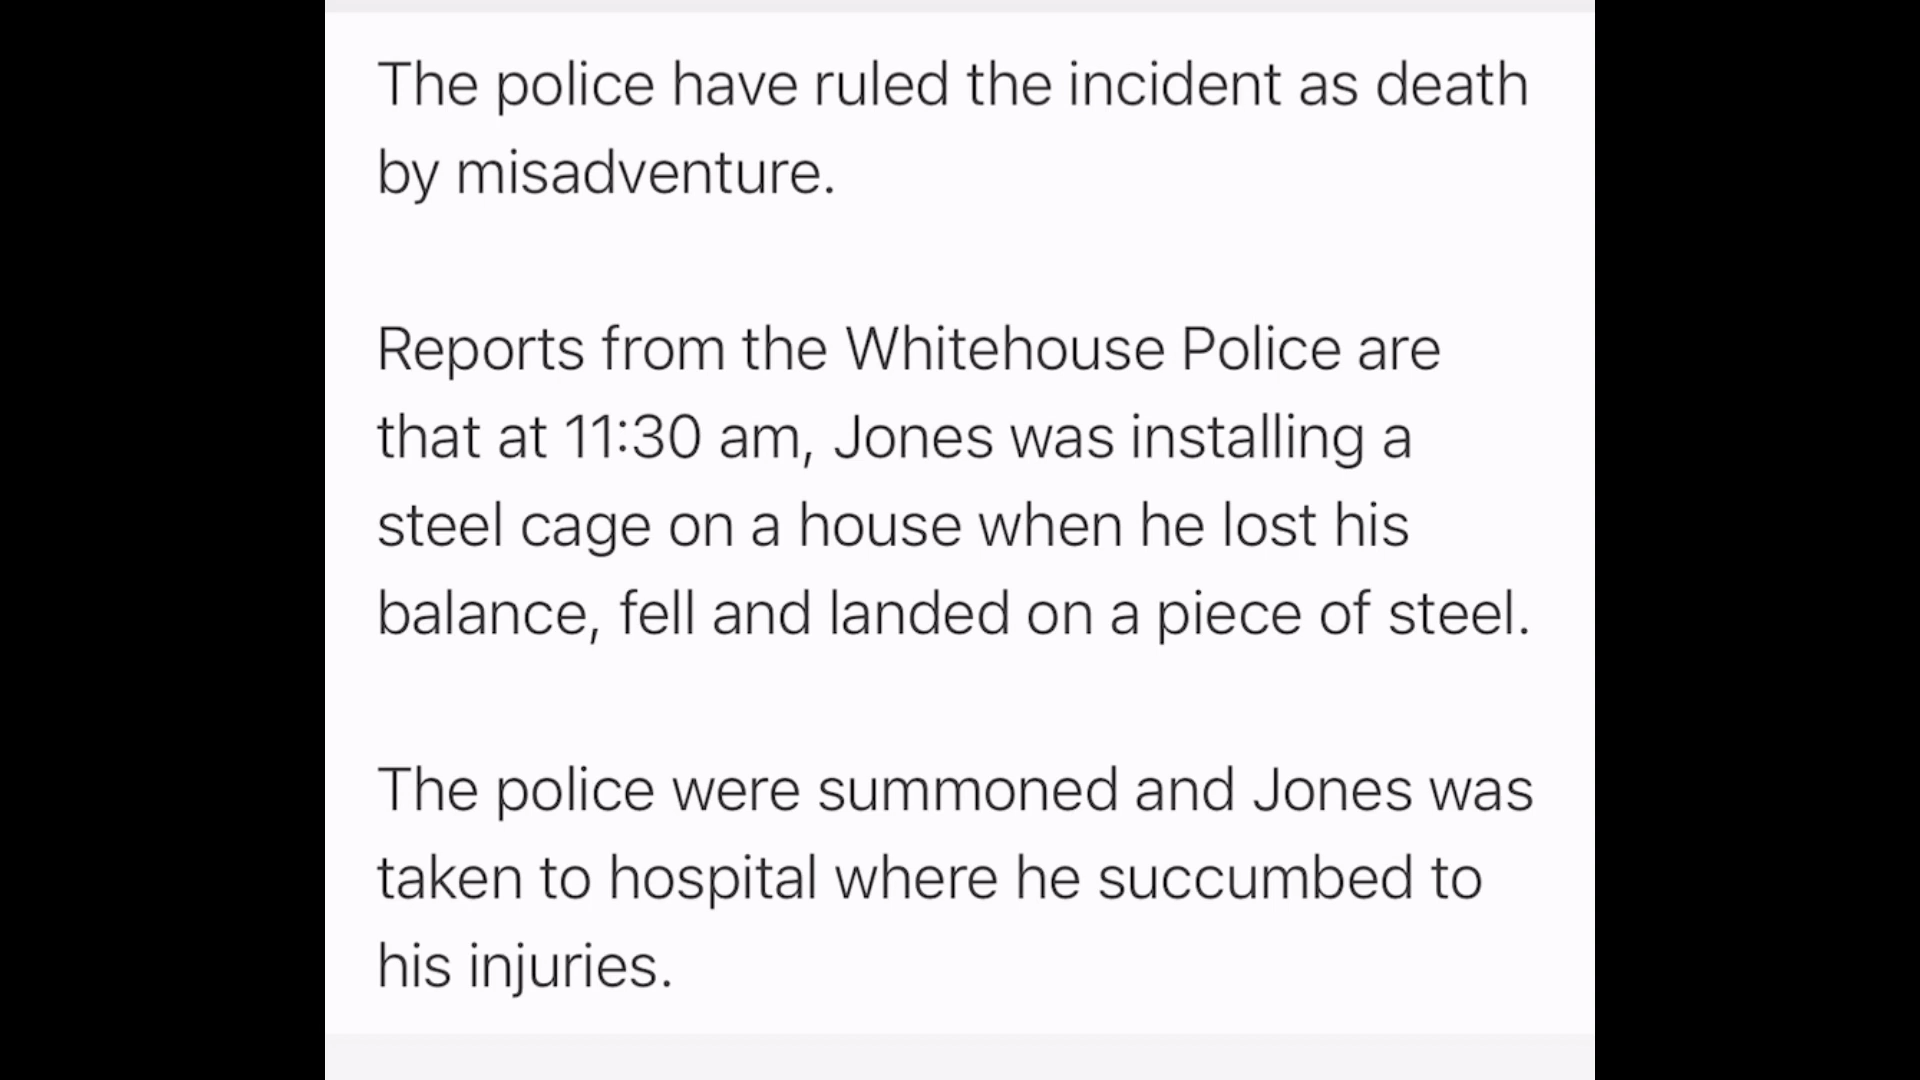 The police have ruled the incident as death
by misadventure.
Reports from the Whitehouse Police are
that at 11:30 am, Jones was installing a
steel cage on a house when he lost his
balance, fell and landed on a piece of steel.
The police were summoned and Jones was
taken to hospital where he succumbed to
his injuries.